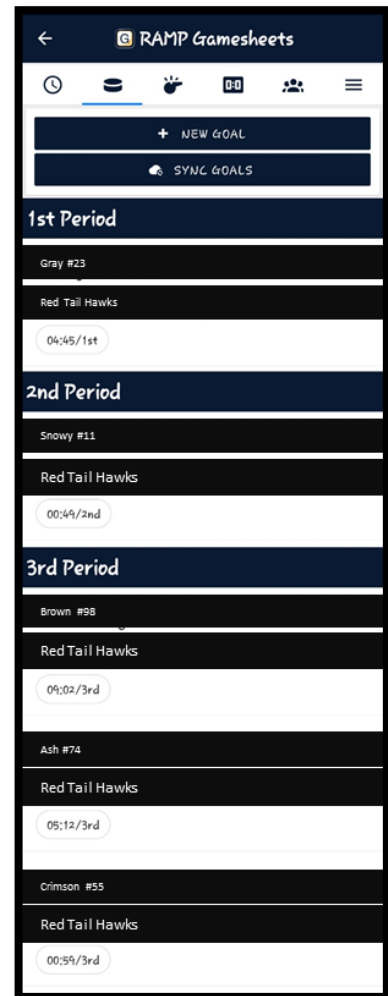 G RAMP Gamesheets
0:0
+ NEW GOAL
SYNC GOALS
1st Period
Gray #23
Red Tail Hawks
04:45/1st
2nd Period
Snowy #11
Red Tail Hawks
00:49/2nd
3rd Period
Brown #98
Red Tail Hawks
09:02/3rd
Ash #74
Red Tail Hawks
05:12/3rd
Crimson #55
Red Tail Hawks
00:59/3rd